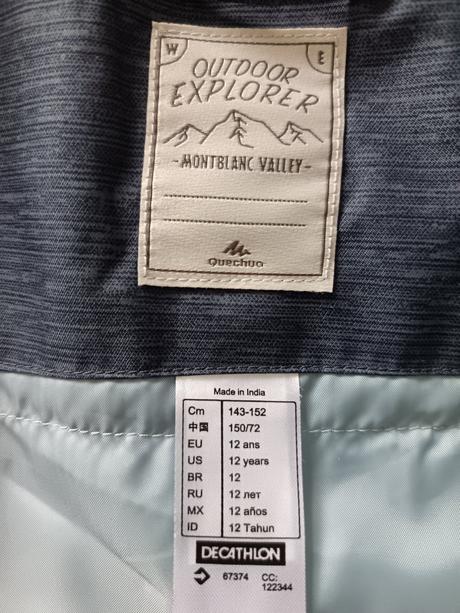 W E
OUTDOOR
EXPLORER
-MONTBLANC VALLEY-
Quechua
Made in India
Cm 143-152
中国 150/72
EU 12 ans
US 12 years
BR 12
RU 12 лет
MX 12 años
ID 12 Tahun
DECATHLON
67374 CC:
122344